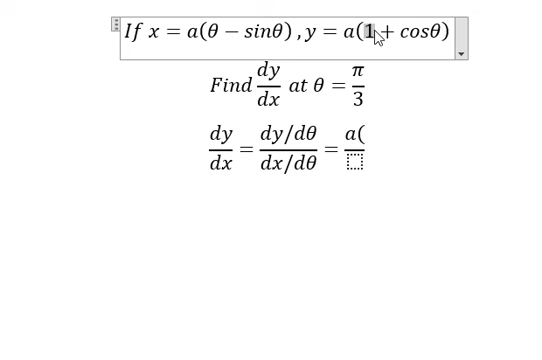 If x = a(θ − sinθ) , y = a(1 + cosθ)
Find dy/dx at θ = π/3
dy/dx = (dy/dθ)/(dx/dθ) = a(